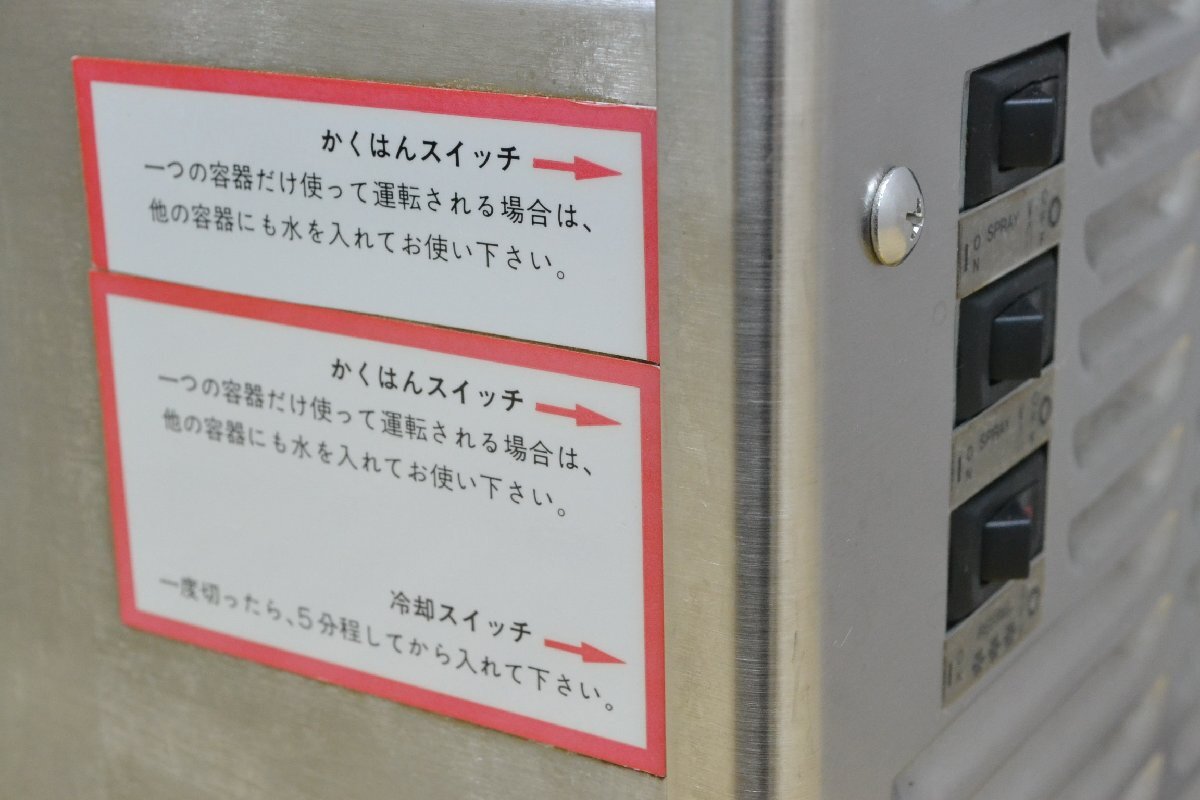 かくはんスイッチ
一つの容器だけ使って運転される場合は、
他の容器にも水を入れてお使い下さい。
かくはんスイッチ
一つの容器だけ使って運転される場合は、
他の容器にも水を入れてお使い下さい。
冷却スイッチ
一度切ったら、5分程してから入れて下さい。
ON SPRAY
ON SPRAY